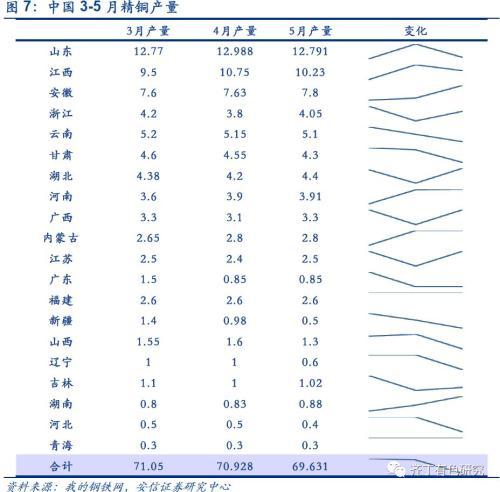 图 7：中国 3-5 月精铜产量
3月产量 4月产量 5月产量 变化
山东 12.77 12.988 12.791
江西 9.5 10.75 10.23
安徽 7.6 7.63 7.8
浙江 4.2 3.8 4.05
云南 5.2 5.15 5.1
甘肃 4.6 4.55 4.3
湖北 4.38 4.2 4.4
河南 3.6 3.9 3.91
广西 3.3 3.1 3.3
内蒙古 2.65 2.8 2.8
江苏 2.5 2.4 2.5
广东 1.5 0.85 0.85
福建 2.6 2.6 2.6
新疆 1.4 0.98 0.5
山西 1.55 1.6 1.3
辽宁 1 1 0.6
吉林 1.1 1 1.02
湖南 0.8 0.83 0.88
河北 0.5 0.5 0.4
青海 0.3 0.3 0.3
合计 71.05 70.928 69.631
齐丁有色研究
资料来源：我的钢铁网，安信证券研究中心